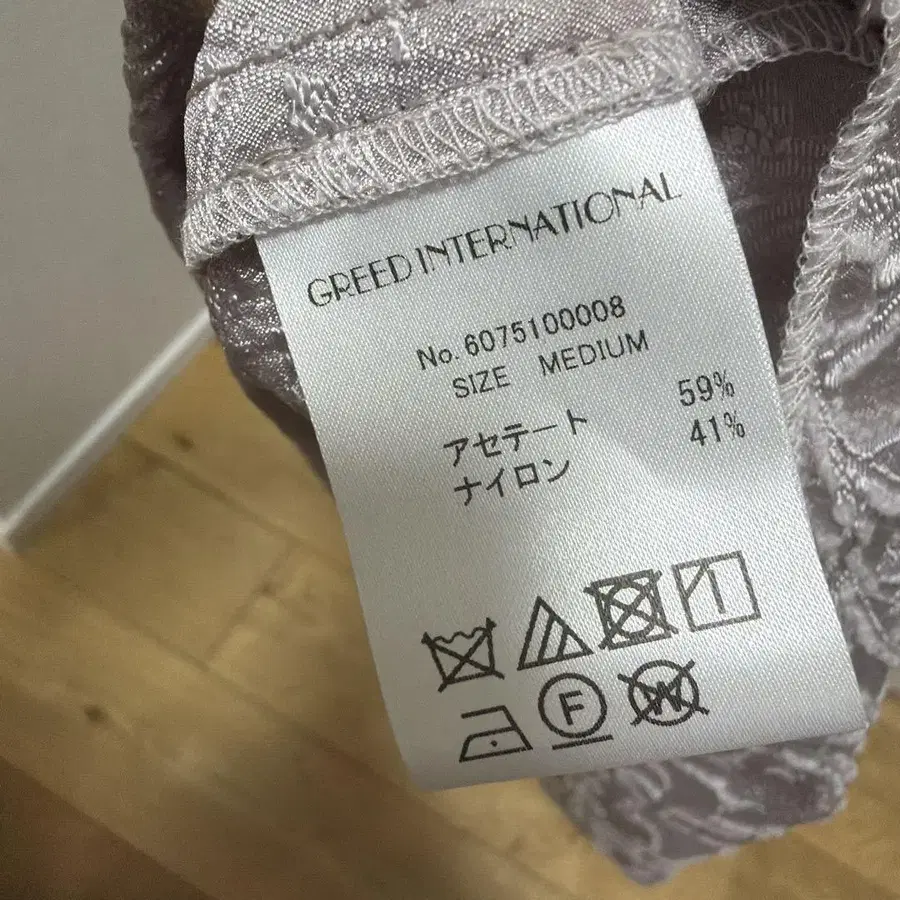 GREED INTERNATIONAL
No. 6075100008
SIZE MEDIUM
アセテート 59%
ナイロン 41%
F
W